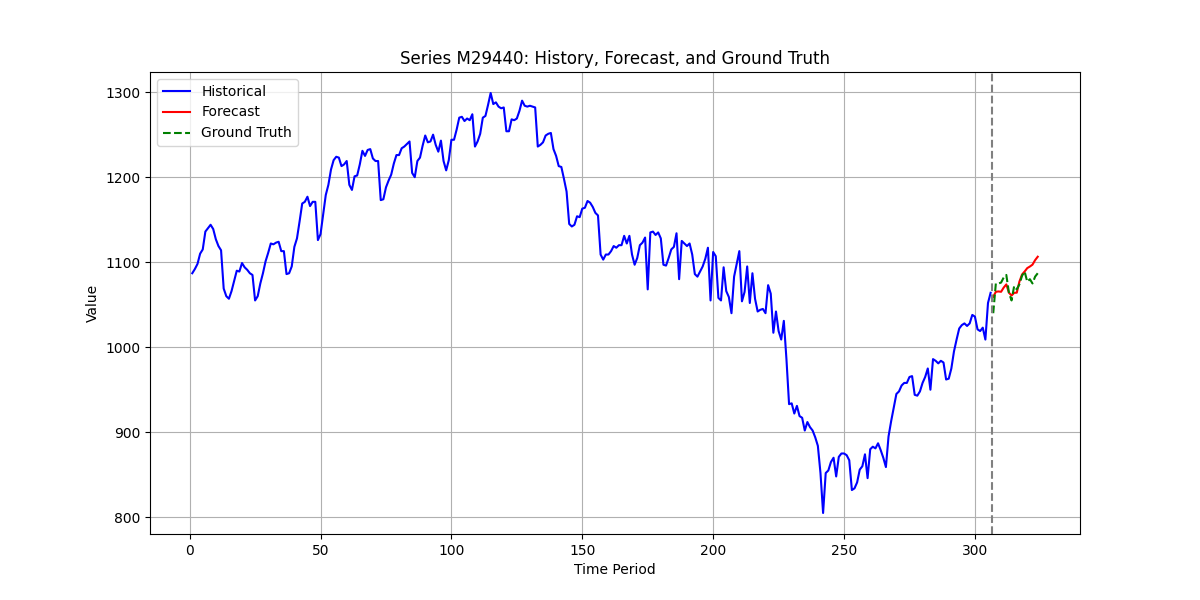 Series M29440: History, Forecast, and Ground Truth
Historical
Forecast
Ground Truth
1300
1200
1100
1000
900
800
Value
0 50 100 150 200 250 300
Time Period